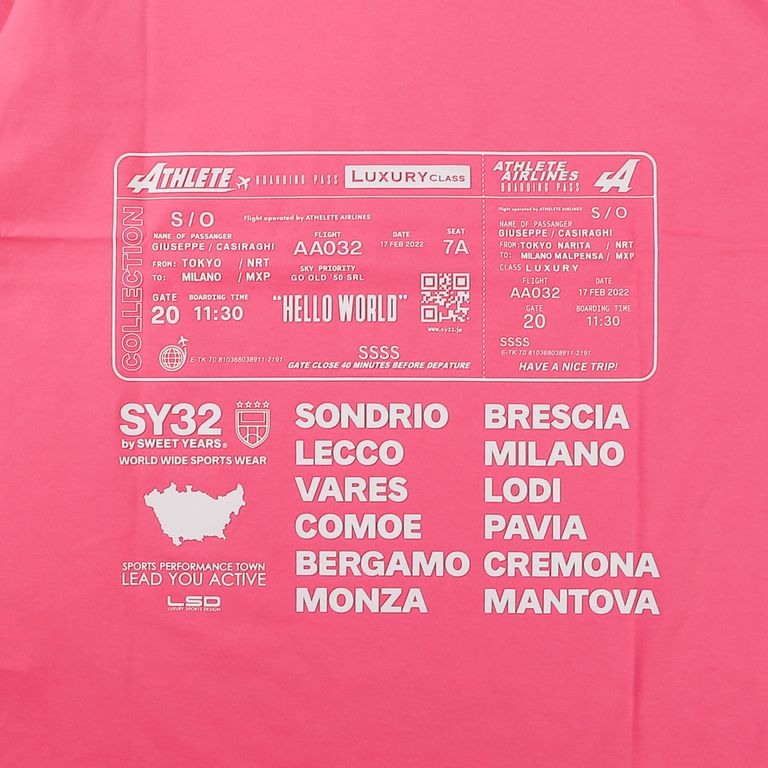 ATHLETE BOARDING PASS LUXURY CLASS
S/O Flight operated by ATHELETE AIRLINES
NAME OF PASSANGER FLIGHT DATE SEAT
GIUSEPPE / CASIRAGHI AA032 17 FEB 2022 7A
FROM: TOKYO / NRT SKY PRIORITY
TO: MILANO / MXP GO OLD '50 SRL
GATE BOARDING TIME
20 11:30 "HELLO WORLD"
www.sy32.jp
SSSS
E-TK TO 810368038911-2191 GATE CLOSE 40 MINUTES BEFORE DEPATURE
COLLECTION
ATHLETE
AIRLINES
BOARDING PASS
A
Flight operated by ATHELETE AIRLINES S/O
NAME OF PASSANGER
GIUSEPPE / CASIRAGHI
FROM: TOKYO NARITA / NRT
TO: MILANO MALPENSA / MXP
CLASS LUXURY
FLIGHT DATE
AA032 17 FEB 2022
GATE BOARDING TIME
20 11:30
SSSS
E-TK TO 810368038911-2191
HAVE A NICE TRIP!
SY32
by SWEET YEARS®
WORLD WIDE SPORTS WEAR
SPORTS PERFORMANCE TOWN
LEAD YOU ACTIVE
LSD
LUXURY SPORTS DESIGN
SONDRIO
LECCO
VARES
COMOE
BERGAMO
MONZA
BRESCIA
MILANO
LODI
PAVIA
CREMONA
MANTOVA